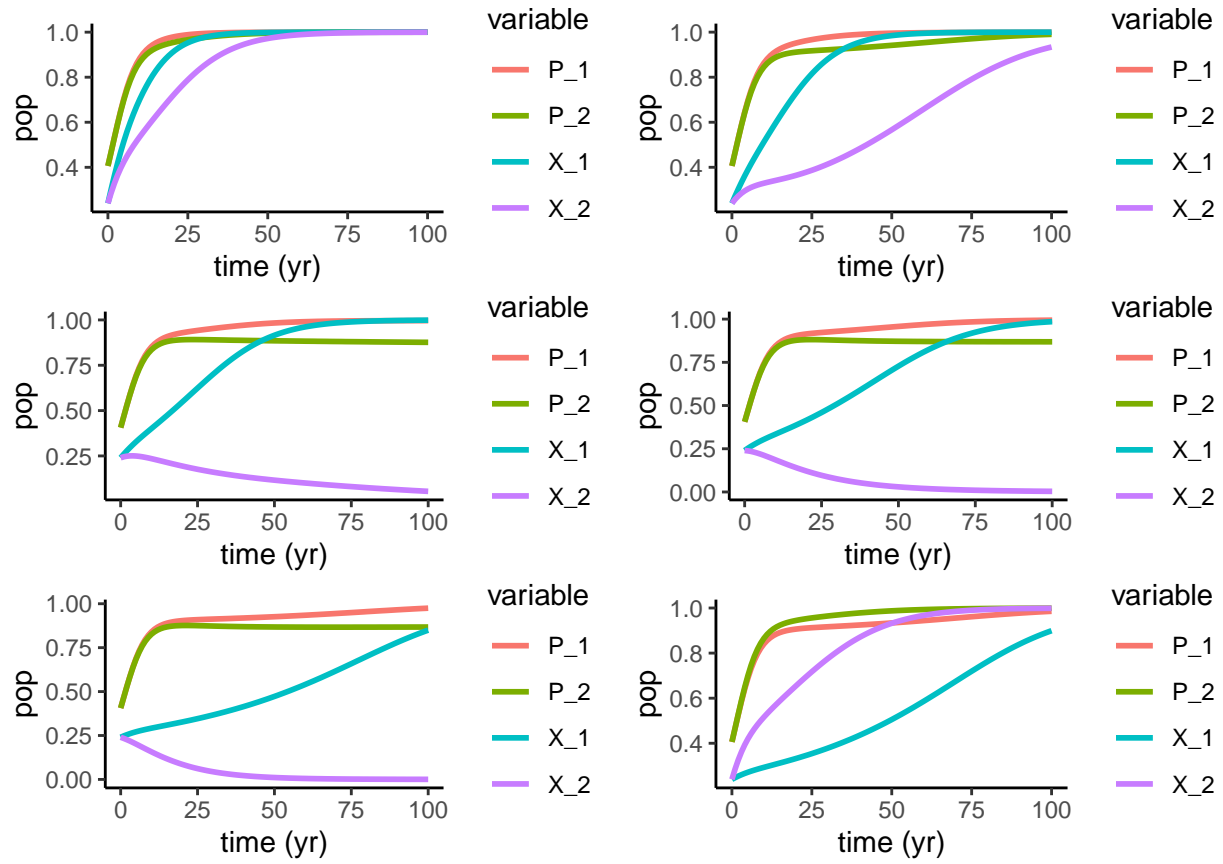 variable
1.0
0.8
0.6
0.4
pop
0 25 50 75 100
time (yr)
P_1
P_2
X_1
X_2
variable
1.0
0.8
0.6
0.4
pop
0 25 50 75 100
time (yr)
P_1
P_2
X_1
X_2
variable
1.00
0.75
0.50
0.25
pop
0 25 50 75 100
time (yr)
P_1
P_2
X_1
X_2
variable
1.00
0.75
0.50
0.25
0.00
pop
0 25 50 75 100
time (yr)
P_1
P_2
X_1
X_2
variable
1.00
0.75
0.50
0.25
0.00
pop
0 25 50 75 100
time (yr)
P_1
P_2
X_1
X_2
variable
1.0
0.8
0.6
0.4
pop
0 25 50 75 100
time (yr)
P_1
P_2
X_1
X_2